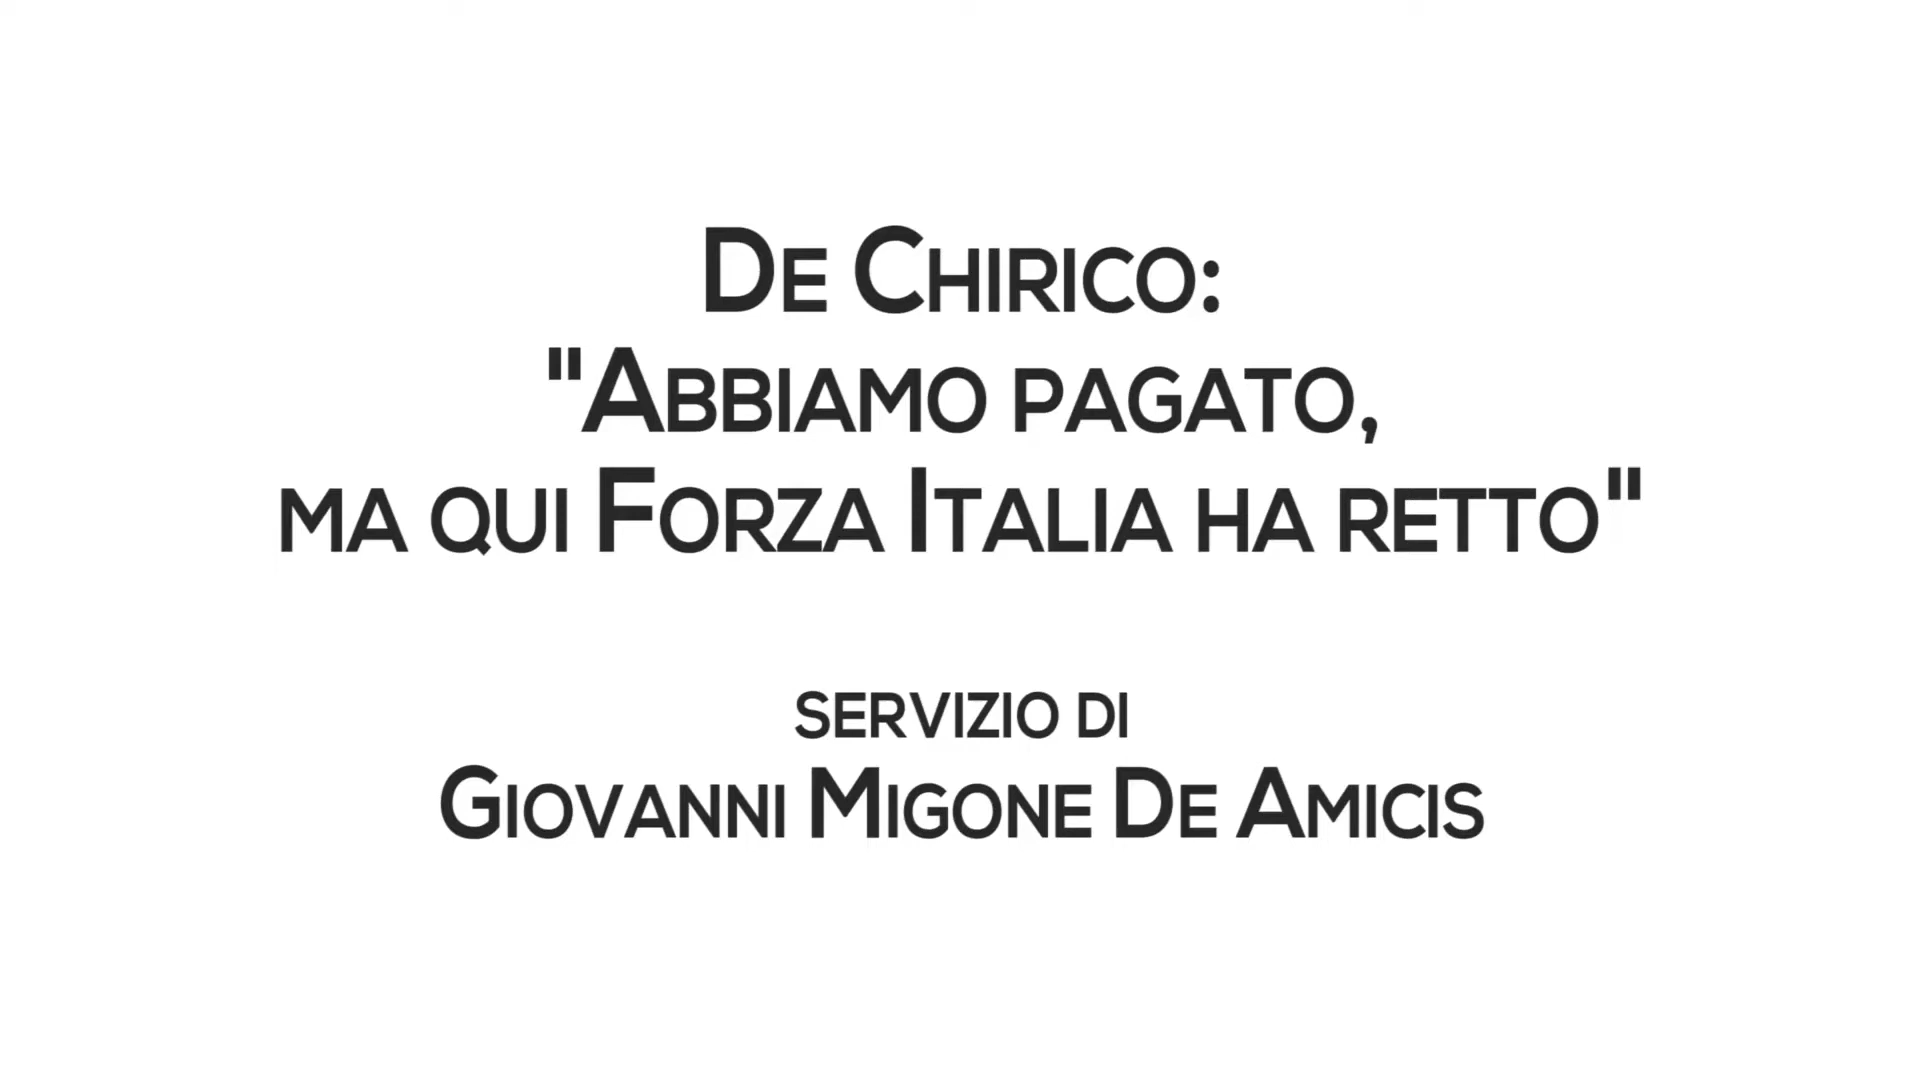 De Chirico:
"Abbiamo pagato,
ma qui Forza Italia ha retto"
servizio di
Giovanni Migone De Amicis